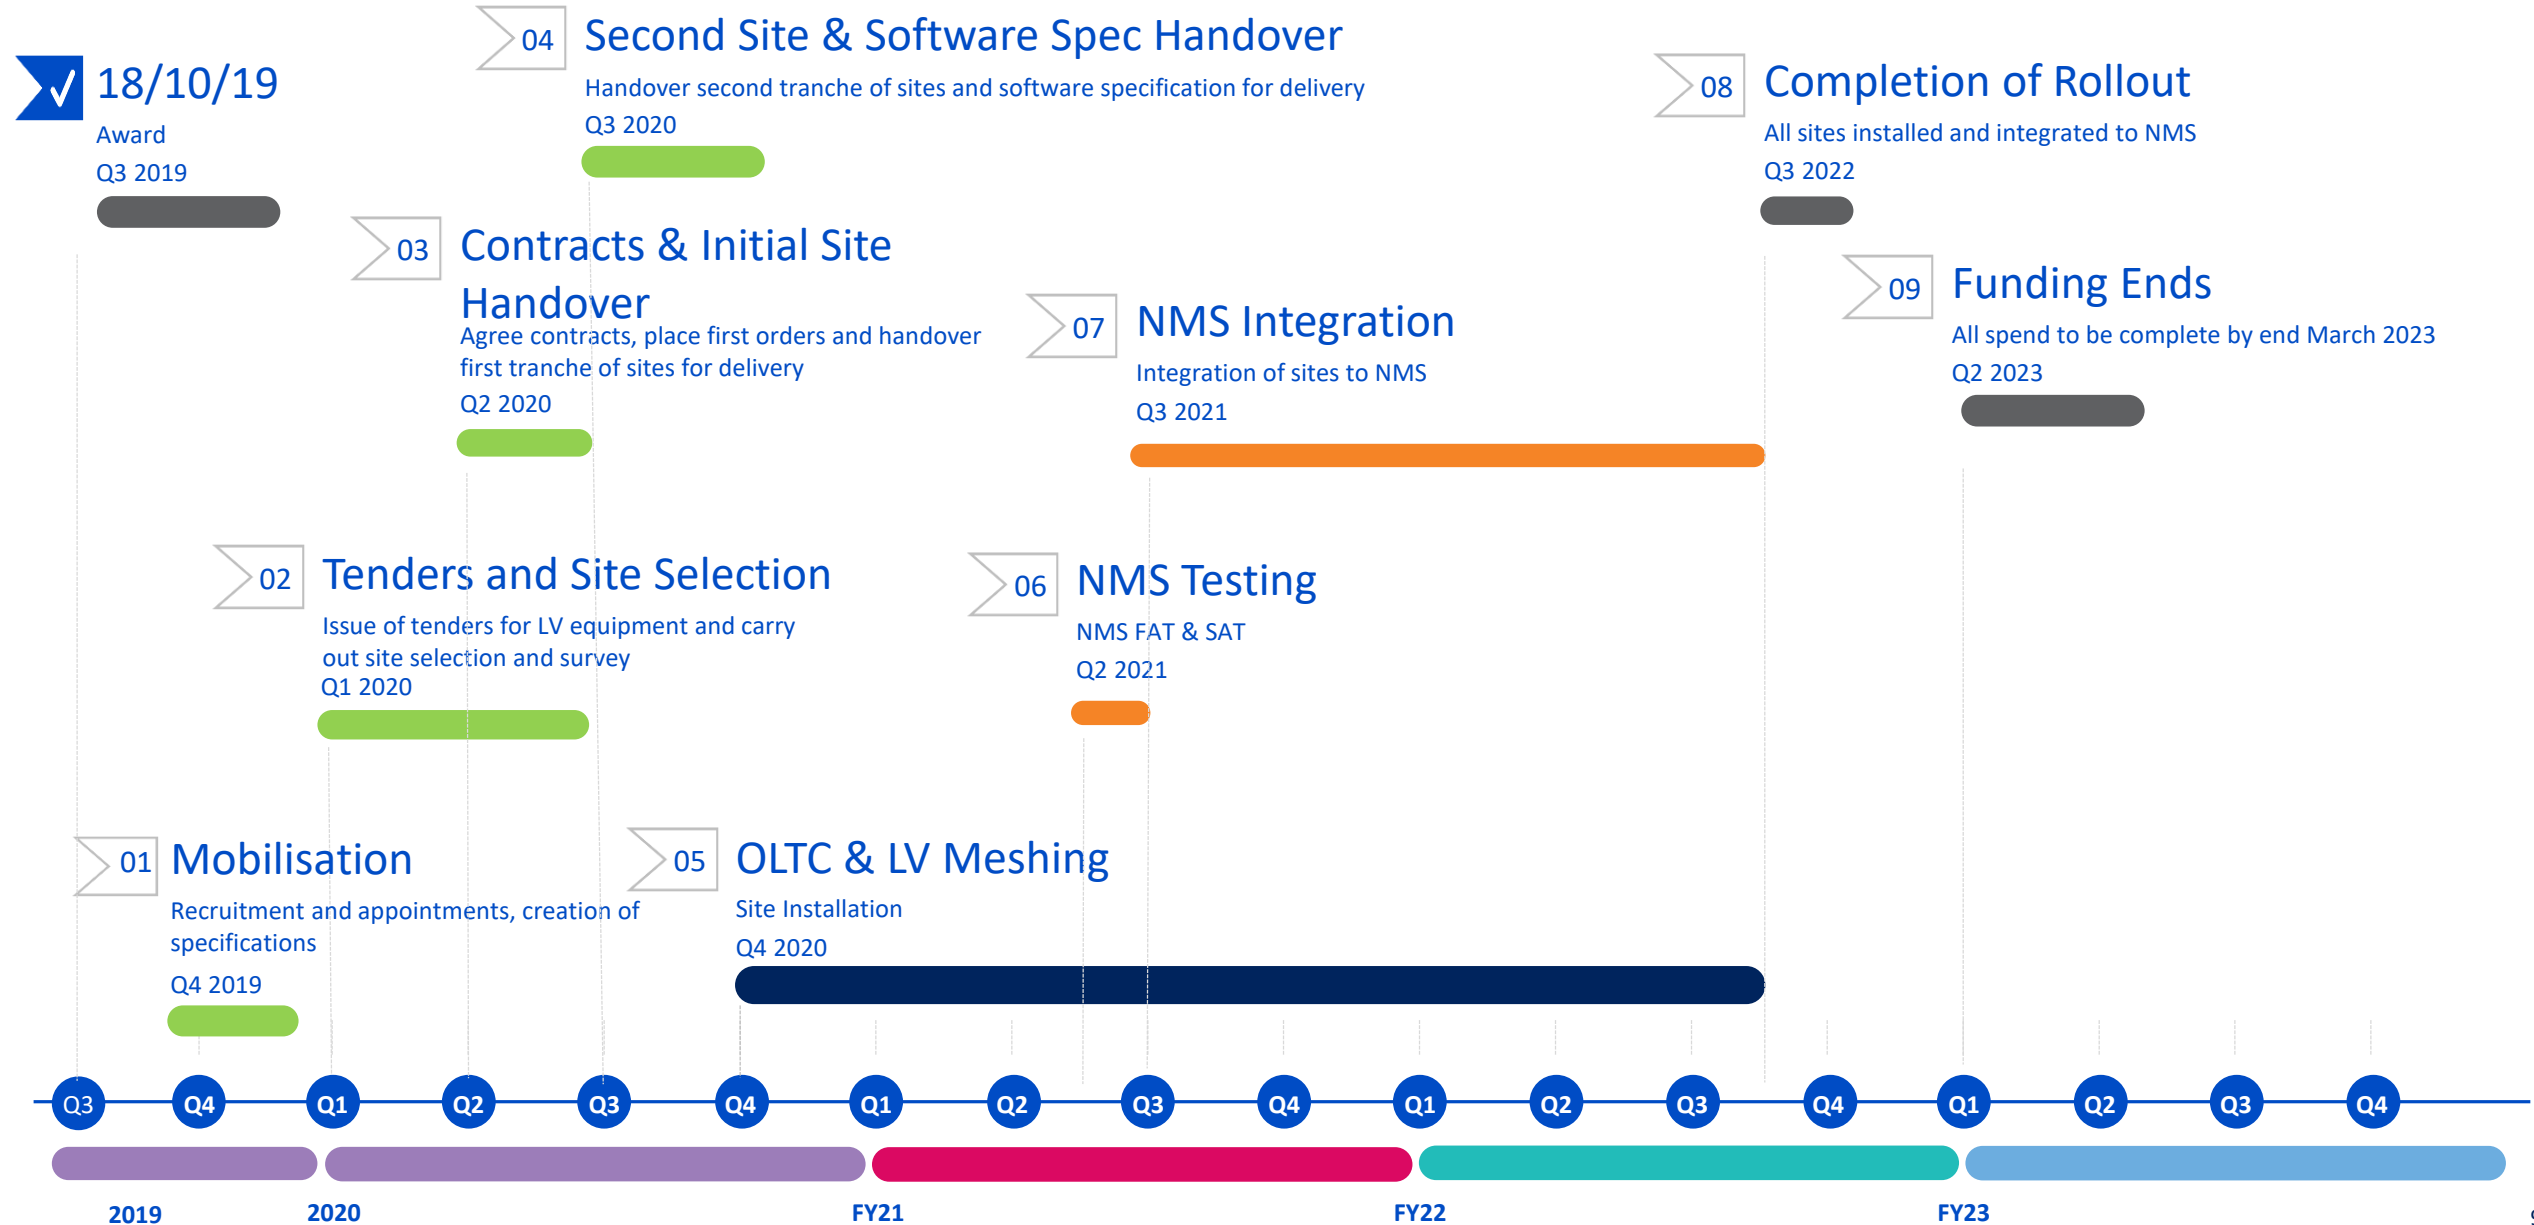 18/10/19
Award
Q3 2019
04
Second Site & Software Spec Handover
Handover second tranche of sites and software specification for delivery
Q3 2020
08
Completion of Rollout
All sites installed and integrated to NMS
Q3 2022
03
Contracts & Initial Site
Handover
Agree contracts, place first orders and handover
first tranche of sites for delivery
Q2 2020
07
NMS Integration
Integration of sites to NMS
Q3 2021
09
Funding Ends
All spend to be complete by end March 2023
Q2 2023
02
Tenders and Site Selection
Issue of tenders for LV equipment and carry
out site selection and survey
Q1 2020
06
NMS Testing
NMS FAT & SAT
Q2 2021
01
Mobilisation
Recruitment and appointments, creation of
specifications
Q4 2019
05
OLTC & LV Meshing
Site Installation
Q4 2020
Q3 Q4 Q1 Q2 Q3 Q4 Q1 Q2 Q3 Q4 Q1 Q2 Q3 Q4 Q1 Q2 Q3 Q4
2019 2020 FY21 FY22 FY23